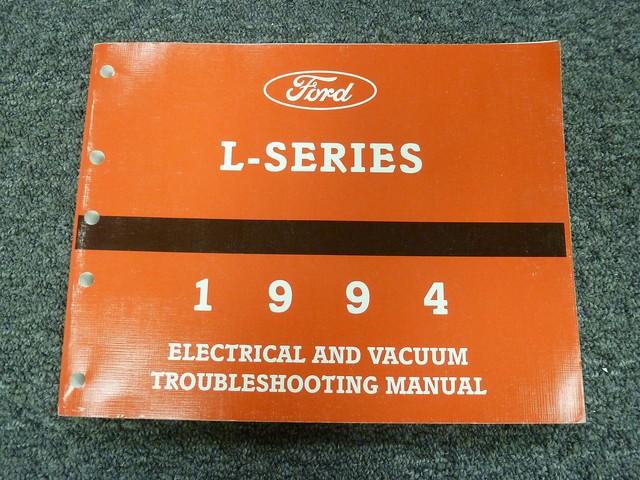 Ford
L-SERIES
1 9 9 4
ELECTRICAL AND VACUUM
TROUBLESHOOTING MANUAL